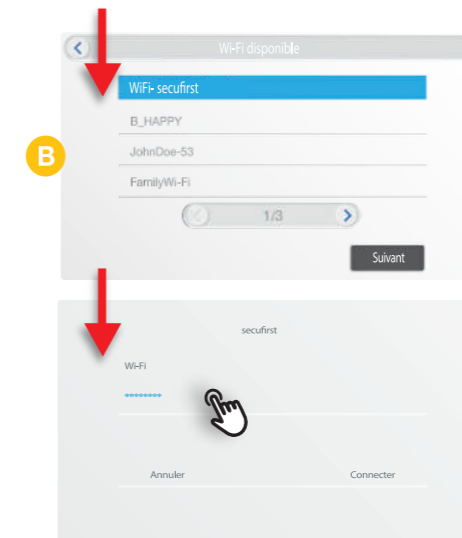 Wi-Fi disponible
WiFi- secufirst
B_HAPPY
B
JohnDoe-53
FamilyWi-Fi
1/3
Suivant
secufirst
Wi-Fi
********
Annuler
Connecter